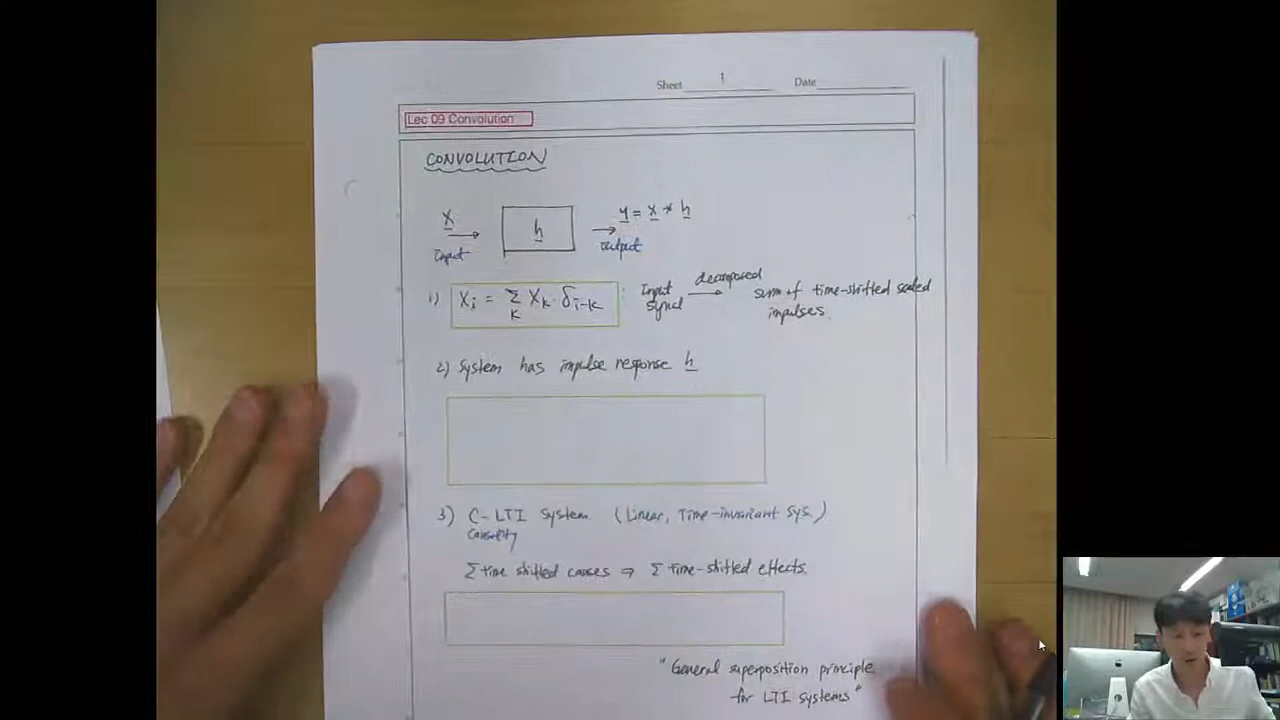 Sheet 1 Date
Lec 09 Convolution
CONVOLUTION
x → h → y = x * h
Input output
1) Xi = Σ Xk · δi-k : Input signal decomposed → sum of time-shifted scaled
K
impulses.
2) System has impulse response h
3) C-LTI System. (Linear, Time-invariant Sys.)
Causality
Σ time shifted causes ⇒ Σ time-shifted effects.
"General superposition principle
for LTI systems"